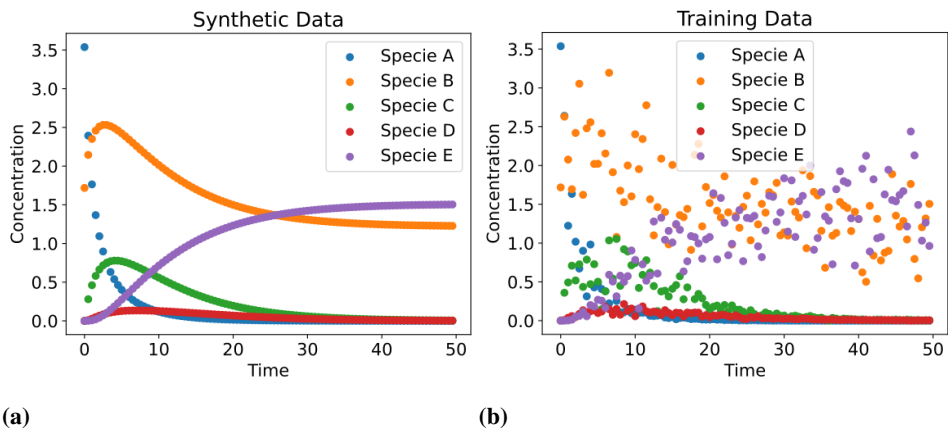 Synthetic Data
3.5
3.0
2.5
2.0
1.5
1.0
0.5
0.0
Concentration
Specie A
Specie B
Specie C
Specie D
Specie E
0
10
20
30
40
50
Time
(a)
Training Data
3.5
3.0
2.5
2.0
1.5
1.0
0.5
0.0
Concentration
Specie A
Specie B
Specie C
Specie D
Specie E
0
10
20
30
40
50
Time
(b)